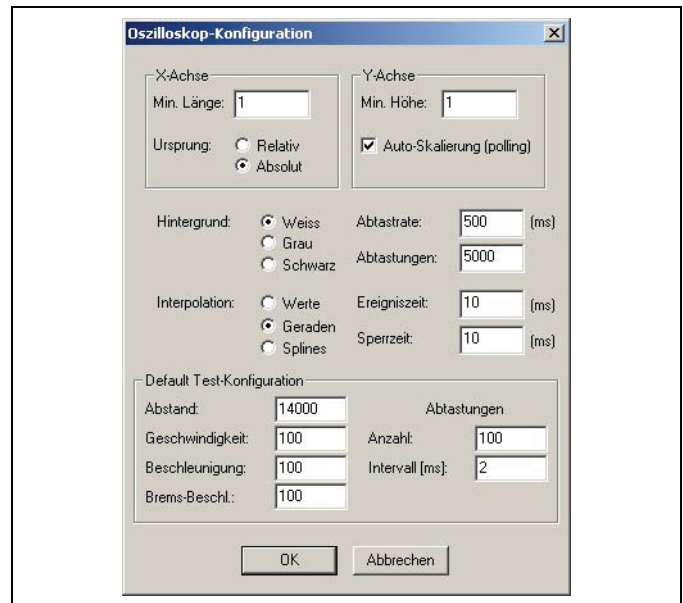 Oszilloskop-Konfiguration
X-Achse
Min. Länge: 1
Ursprung: Relativ
Absolut
Y-Achse
Min. Höhe: 1
Auto-Skalierung (polling)
Hintergrund: Weiss
Grau
Schwarz
Abtastrate: 500 (ms)
Abtastungen: 5000
Interpolation: Werte
Geraden
Splines
Ereigniszeit: 10 (ms)
Sperrzeit: 10 (ms)
Default Test-Konfiguration
Abstand: 14000
Geschwindigkeit: 100
Beschleunigung: 100
Brems-Beschl.: 100
Abtastungen
Anzahl: 100
Intervall [ms]: 2
OK
Abbrechen